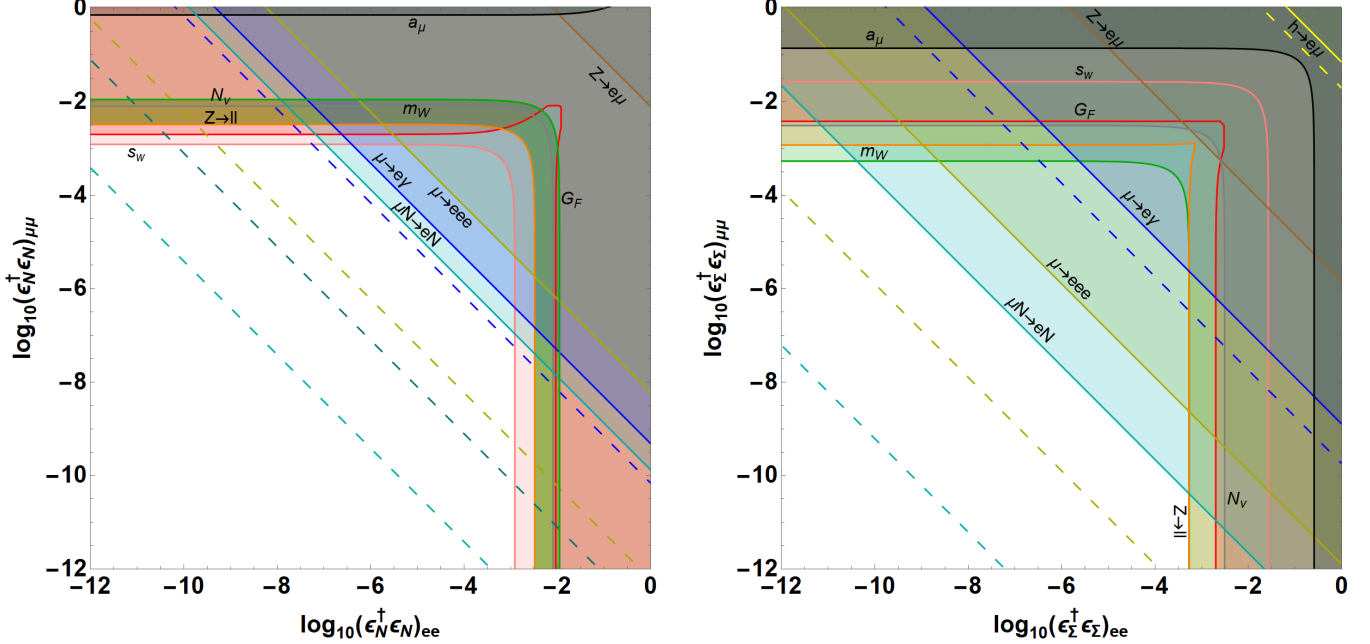 0
−2
−4
−6
−8
−10
−12
−12
−10
−8
−6
−4
−2
0
log₁₀(ϵ_N^† ϵ_N)_μμ
log₁₀(ϵ_N^† ϵ_N)_ee
a_μ
Z→eμ
N_ν
m_W
Z→ll
s_w
μ→eγ
μ→eee
μN→eN
G_F
0
−2
−4
−6
−8
−10
−12
−12
−10
−8
−6
−4
−2
0
log₁₀(ϵ_Σ^† ϵ_Σ)_μμ
log₁₀(ϵ_Σ^† ϵ_Σ)_ee
Z→eμ
h→eμ
a_μ
s_w
G_F
m_W
μ→eγ
μ→eee
μN→eN
N_ν
Z→ll